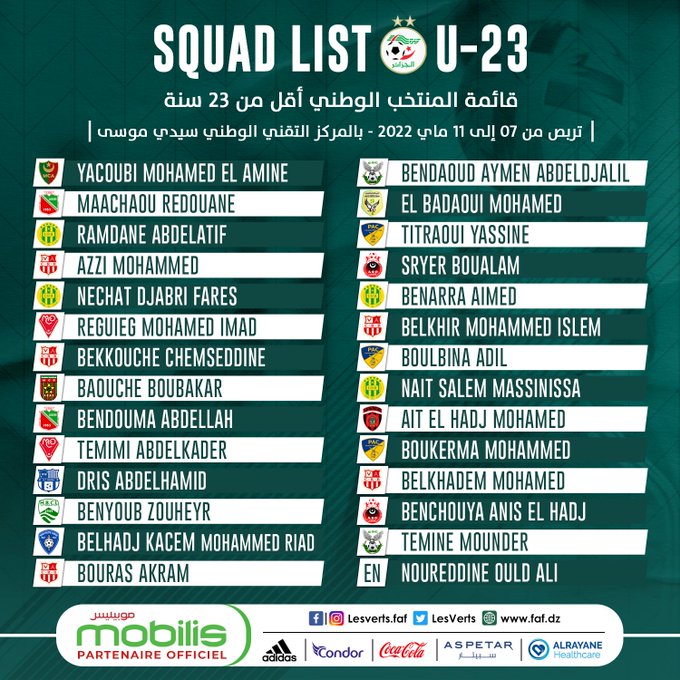 SQUAD LIST U-23
قائمة المنتخب الوطني أقل من 23 سنة
تربص من 07 إلى 11 ماي 2022 - بالمركز التقني الوطني سيدي موسى
YACOUBI MOHAMED EL AMINE
MAACHAOU REDOUANE
RAMDANE ABDELATIF
AZZI MOHAMMED
NECHAT DJABRI FARES
REGUIEG MOHAMED IMAD
BEKKOUCHE CHEMSEDDINE
BAOUCHE BOUBAKAR
BENDOUMA ABDELLAH
TEMIMI ABDELKADER
DRIS ABDELHAMID
BENYOUB ZOUHEYR
BELHADJ KACEM MOHAMMED RIAD
BOURAS AKRAM
BENDAOUD AYMEN ABDELDJALIL
EL BADAOUI MOHAMED
TITRAOUI YASSINE
SRYER BOUALAM
BENARRA AIMED
BELKHIR MOHAMMED ISLEM
BOULBINA ADIL
NAIT SALEM MASSINISSA
AIT EL HADJ MOHAMED
BOUKERMA MOHAMMED
BELKHADEM MOHAMED
BENCHOUYA ANIS EL HADJ
TEMINE MOUNDER
EN NOUREDDINE OULD ALI
موبيليس
mobilis
PARTENAIRE OFFICIEL
Lesverts.faf LesVerts www.faf.dz
adidas Condor Coca-Cola ASPETAR سبيتار ALRAYANE Healthcare